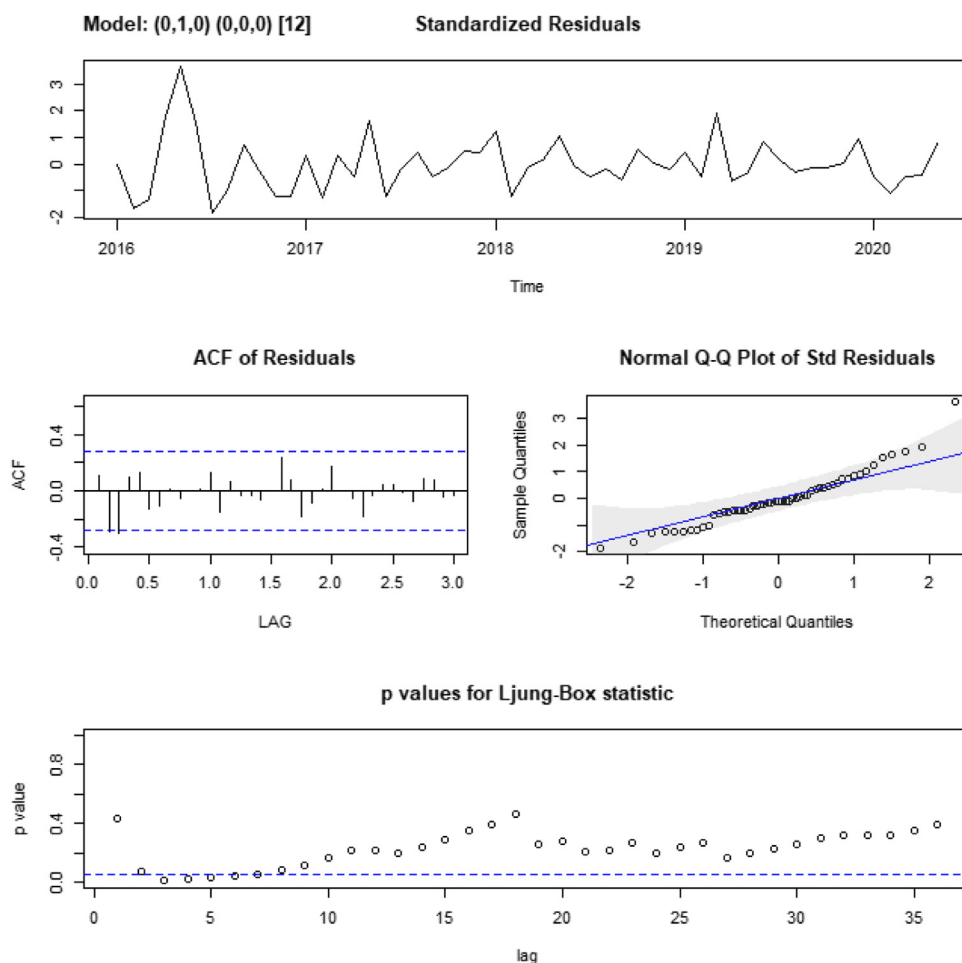 Model: (0,1,0) (0,0,0) [12] Standardized Residuals
3
2
1
0
-2
2016 2017 2018 2019 2020
Time
ACF of Residuals
ACF
0.4
0.0
-0.4
0.0 0.5 1.0 1.5 2.0 2.5 3.0
LAG
Normal Q-Q Plot of Std Residuals
Sample Quantiles
3
2
1
0
-2
-2 -1 0 1 2
Theoretical Quantiles
p values for Ljung-Box statistic
p value
0.8
0.4
0.0
0 5 10 15 20 25 30 35
lag